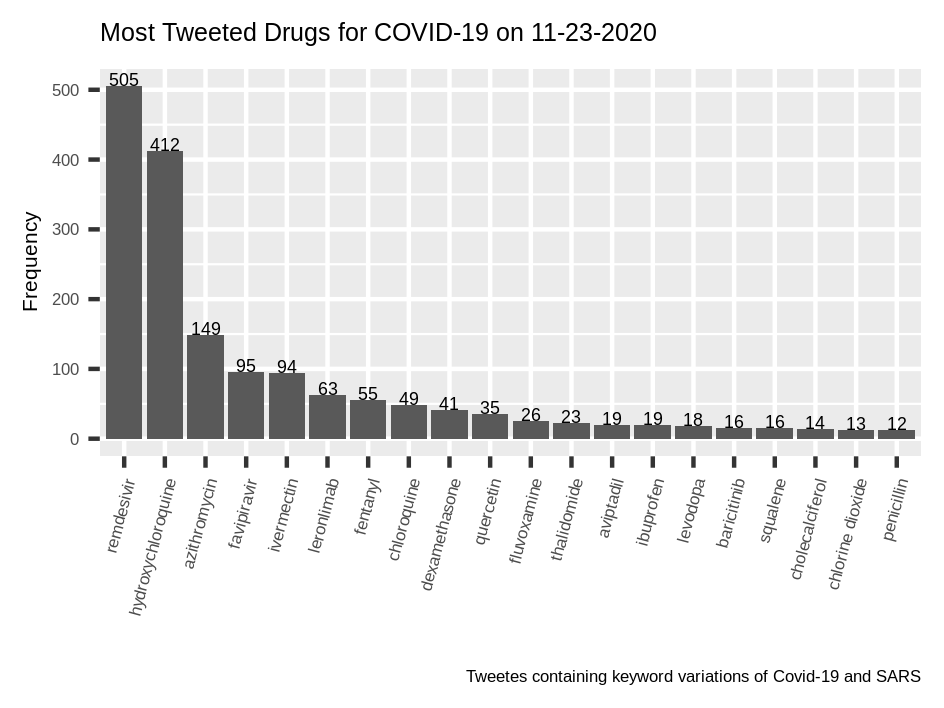 Most Tweeted Drugs for COVID-19 on 11-23-2020
Frequency
500
400
300
200
100
0
505
412
149
95
94
63
55
49
41
35
26
23
19
19
18
16
16
14
13
12
remdesivir
hydroxychloroquine
azithromycin
favipiravir
ivermectin
leronlimab
fentanyl
chloroquine
dexamethasone
quercetin
fluvoxamine
thalidomide
aviptadil
ibuprofen
levodopa
baricitinib
squalene
cholecalciferol
chlorine dioxide
penicillin
Tweetes containing keyword variations of Covid-19 and SARS